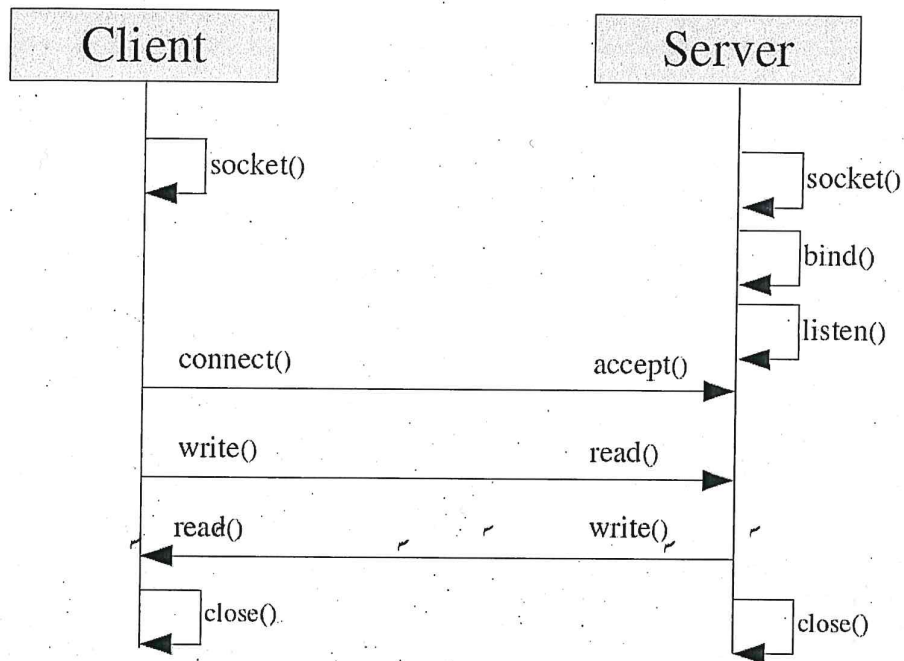 Client
Server
socket()
socket()
bind()
listen()
connect()
accept()
write()
read()
read()
write()
close()
close()